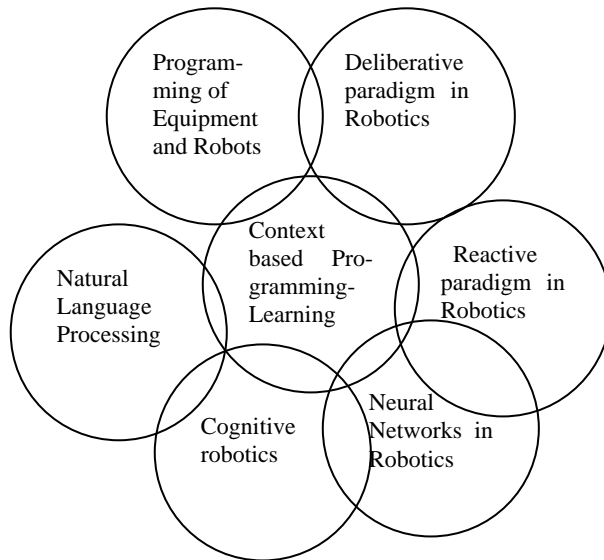 Program-
ming of
Equipment
and Robots
Deliberative
paradigm in
Robotics
Context
based Pro-
gramming-
Learning
Reactive
paradigm in
Robotics
Natural
Language
Processing
Cognitive
robotics
Neural
Networks in
Robotics